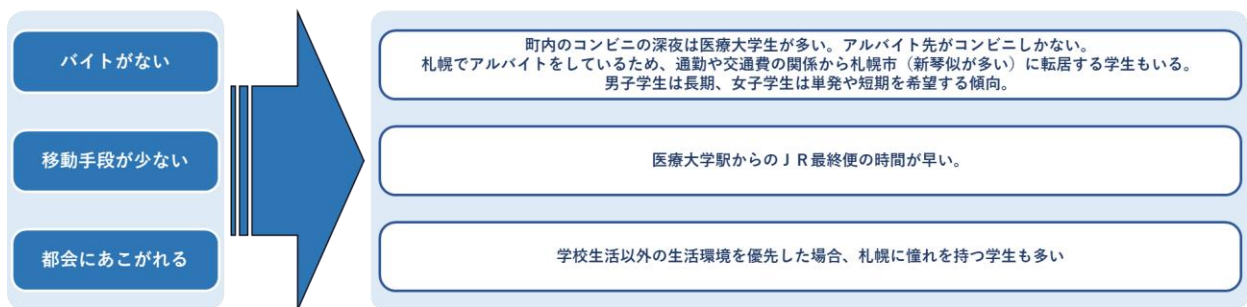 バイトがない
町内のコンビニの深夜は医療大学生が多い。アルバイト先がコンビニしかない。
札幌でアルバイトをしているため、通勤や交通費の関係から札幌市（新琴似が多い）に転居する学生もいる。
男子学生は長期、女子学生は単発や短期を希望する傾向。
移動手段が少ない
医療大学駅からのＪＲ最終便の時間が早い。
都会にあこがれる
学校生活以外の生活環境を優先した場合、札幌に憧れを持つ学生も多い